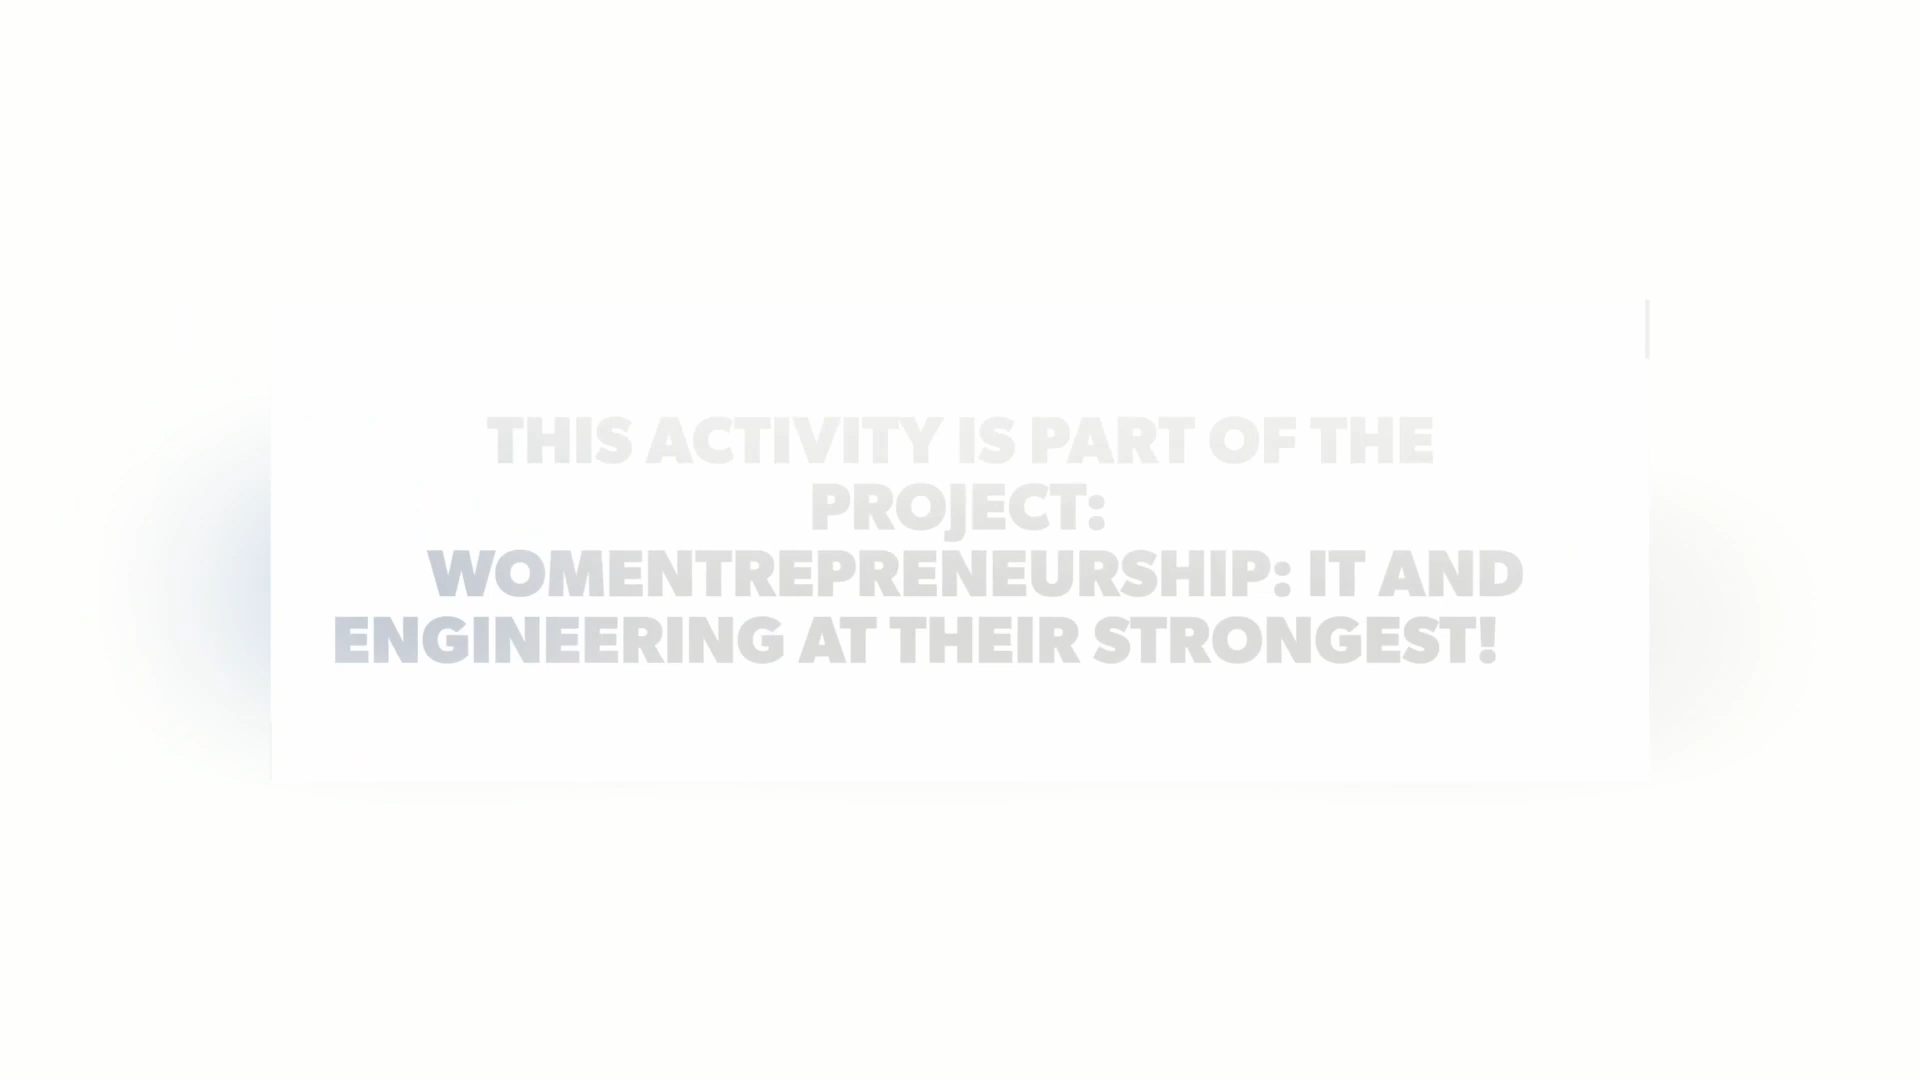 THIS ACTIVITY IS PART OF THE
PROJECT:
WOMENTREPRENEURSHIP: IT AND
ENGINEERING AT THEIR STRONGEST!